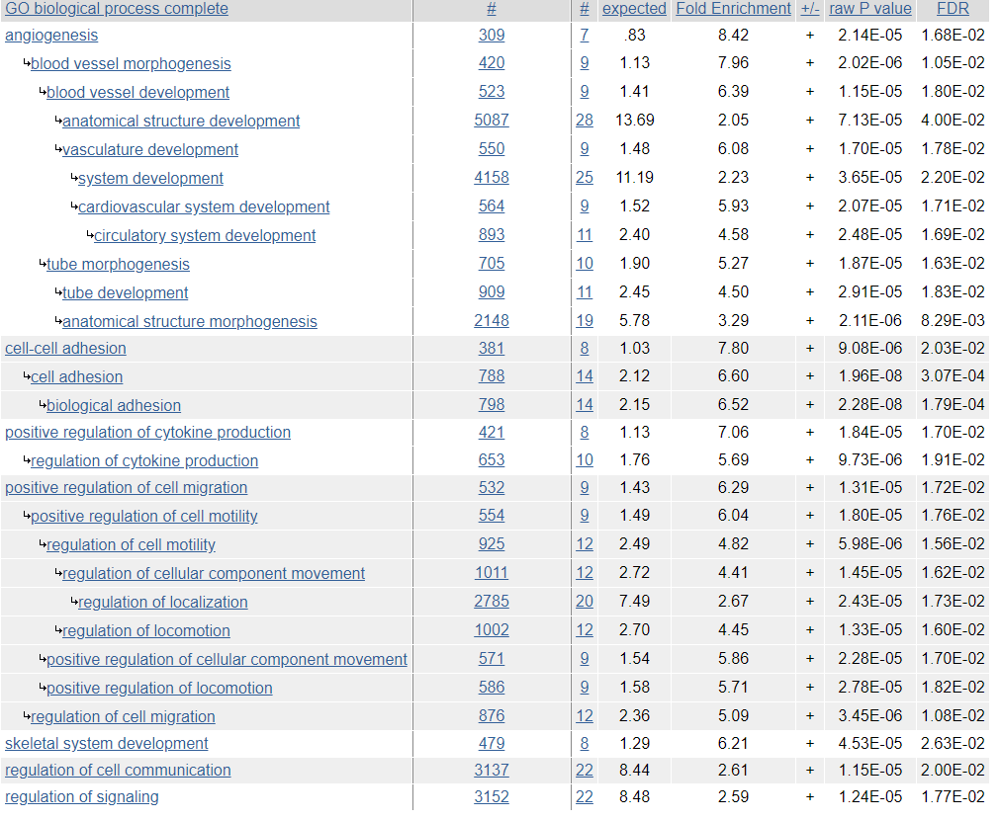 GO biological process complete # # expected Fold Enrichment +/- raw P value FDR
angiogenesis 309 7 .83 8.42 + 2.14E-05 1.68E-02
↳blood vessel morphogenesis 420 9 1.13 7.96 + 2.02E-06 1.05E-02
↳blood vessel development 523 9 1.41 6.39 + 1.15E-05 1.80E-02
↳anatomical structure development 5087 28 13.69 2.05 + 7.13E-05 4.00E-02
↳vasculature development 550 9 1.48 6.08 + 1.70E-05 1.78E-02
↳system development 4158 25 11.19 2.23 + 3.65E-05 2.20E-02
↳cardiovascular system development 564 9 1.52 5.93 + 2.07E-05 1.71E-02
↳circulatory system development 893 11 2.40 4.58 + 2.48E-05 1.69E-02
↳tube morphogenesis 705 10 1.90 5.27 + 1.87E-05 1.63E-02
↳tube development 909 11 2.45 4.50 + 2.91E-05 1.83E-02
↳anatomical structure morphogenesis 2148 19 5.78 3.29 + 2.11E-06 8.29E-03
cell-cell adhesion 381 8 1.03 7.80 + 9.08E-06 2.03E-02
↳cell adhesion 788 14 2.12 6.60 + 1.96E-08 3.07E-04
↳biological adhesion 798 14 2.15 6.52 + 2.28E-08 1.79E-04
positive regulation of cytokine production 421 8 1.13 7.06 + 1.84E-05 1.70E-02
↳regulation of cytokine production 653 10 1.76 5.69 + 9.73E-06 1.91E-02
positive regulation of cell migration 532 9 1.43 6.29 + 1.31E-05 1.72E-02
↳positive regulation of cell motility 554 9 1.49 6.04 + 1.80E-05 1.76E-02
↳regulation of cell motility 925 12 2.49 4.82 + 5.98E-06 1.56E-02
↳regulation of cellular component movement 1011 12 2.72 4.41 + 1.45E-05 1.62E-02
↳regulation of localization 2785 20 7.49 2.67 + 2.43E-05 1.73E-02
↳regulation of locomotion 1002 12 2.70 4.45 + 1.33E-05 1.60E-02
↳positive regulation of cellular component movement 571 9 1.54 5.86 + 2.28E-05 1.70E-02
↳positive regulation of locomotion 586 9 1.58 5.71 + 2.78E-05 1.82E-02
↳regulation of cell migration 876 12 2.36 5.09 + 3.45E-06 1.08E-02
skeletal system development 479 8 1.29 6.21 + 4.53E-05 2.63E-02
regulation of cell communication 3137 22 8.44 2.61 + 1.15E-05 2.00E-02
regulation of signaling 3152 22 8.48 2.59 + 1.24E-05 1.77E-02